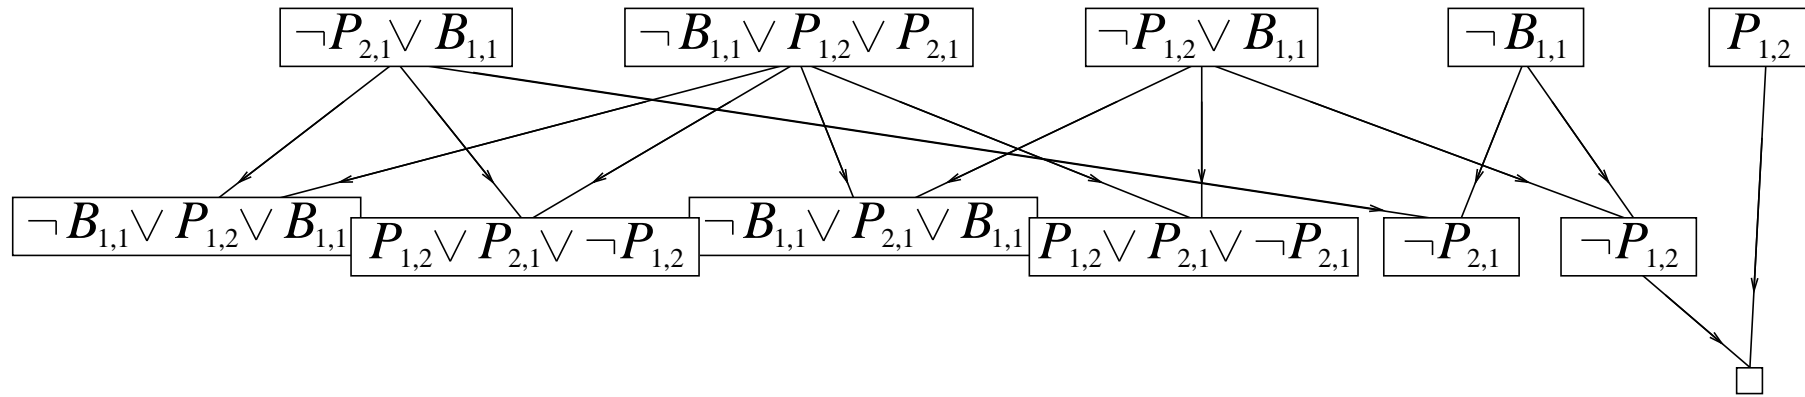 ¬P₂,₁ ∨ B₁,₁
¬B₁,₁ ∨ P₁,₂ ∨ P₂,₁
¬P₁,₂ ∨ B₁,₁
¬B₁,₁
P₁,₂
¬B₁,₁ ∨ P₁,₂ ∨ B₁,₁
P₁,₂ ∨ P₂,₁ ∨ ¬P₁,₂
¬B₁,₁ ∨ P₂,₁ ∨ B₁,₁
P₁,₂ ∨ P₂,₁ ∨ ¬P₂,₁
¬P₂,₁
¬P₁,₂